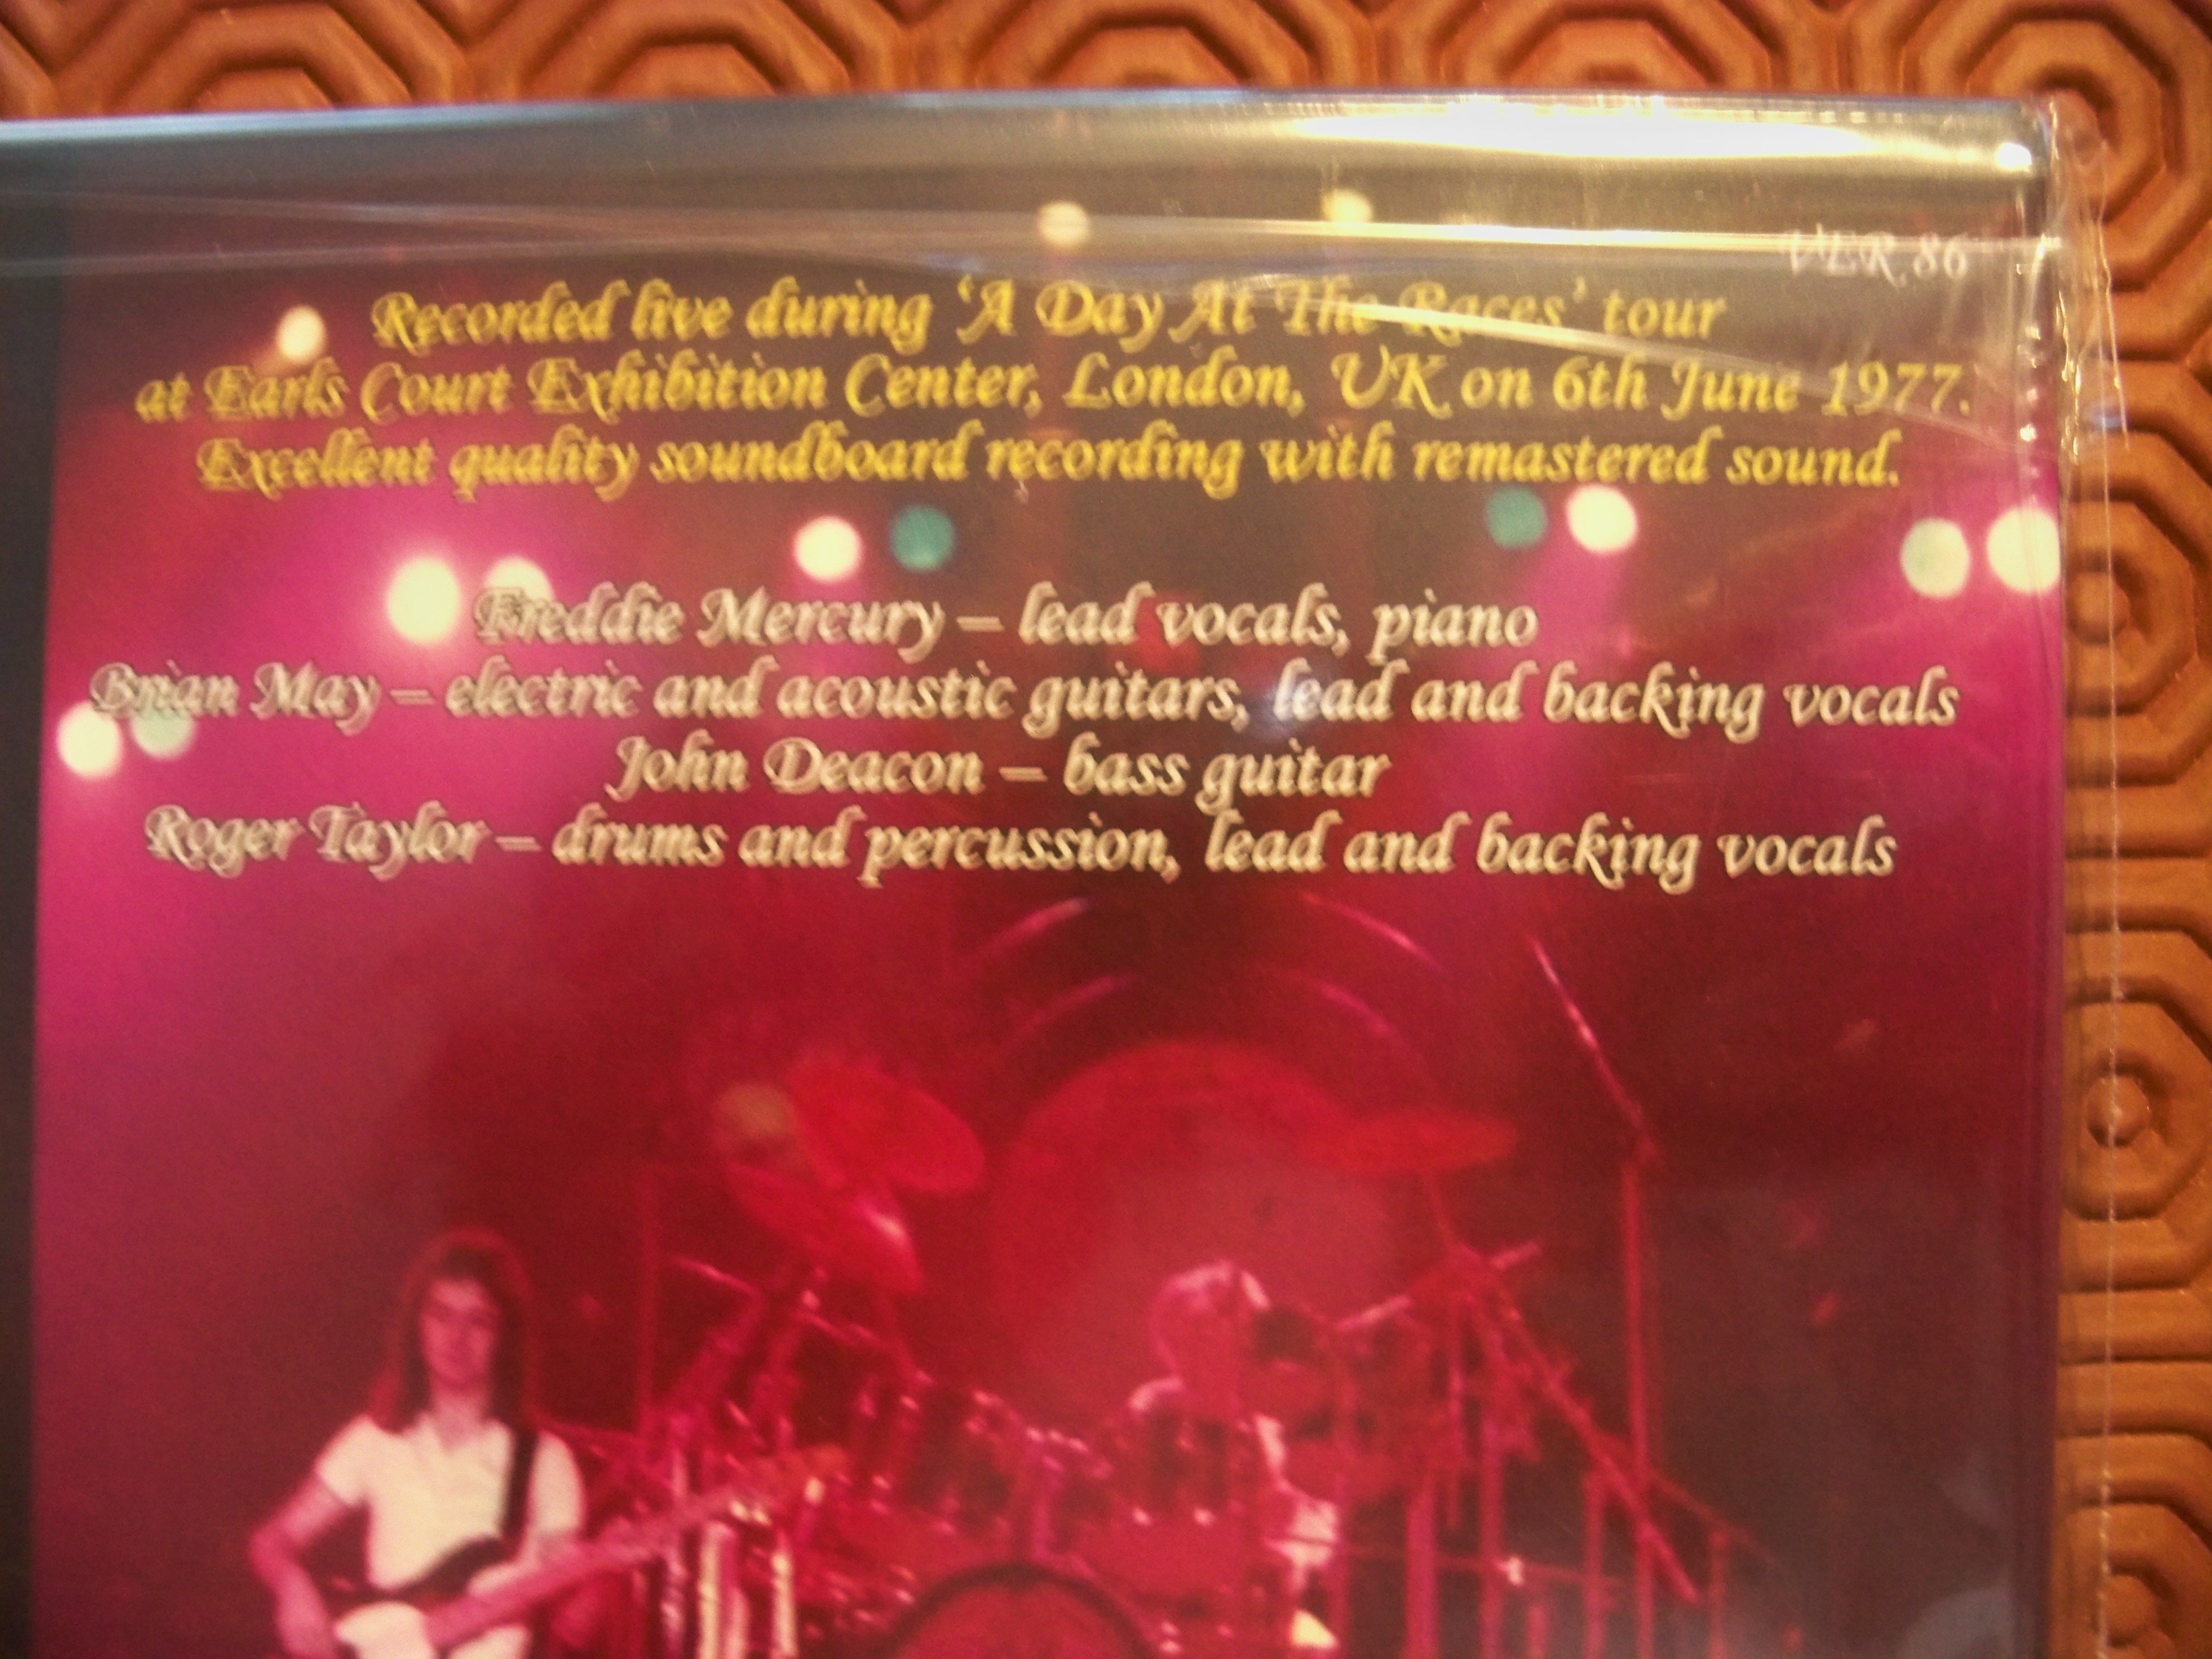 VER 86
Recorded live during ‘A Day At The Races’ tour
at Earls Court Exhibition Center, London, UK on 6th June 1977.
Excellent quality soundboard recording with remastered sound.
Freddie Mercury – lead vocals, piano
Brian May – electric and acoustic guitars, lead and backing vocals
John Deacon – bass guitar
Roger Taylor – drums and percussion, lead and backing vocals